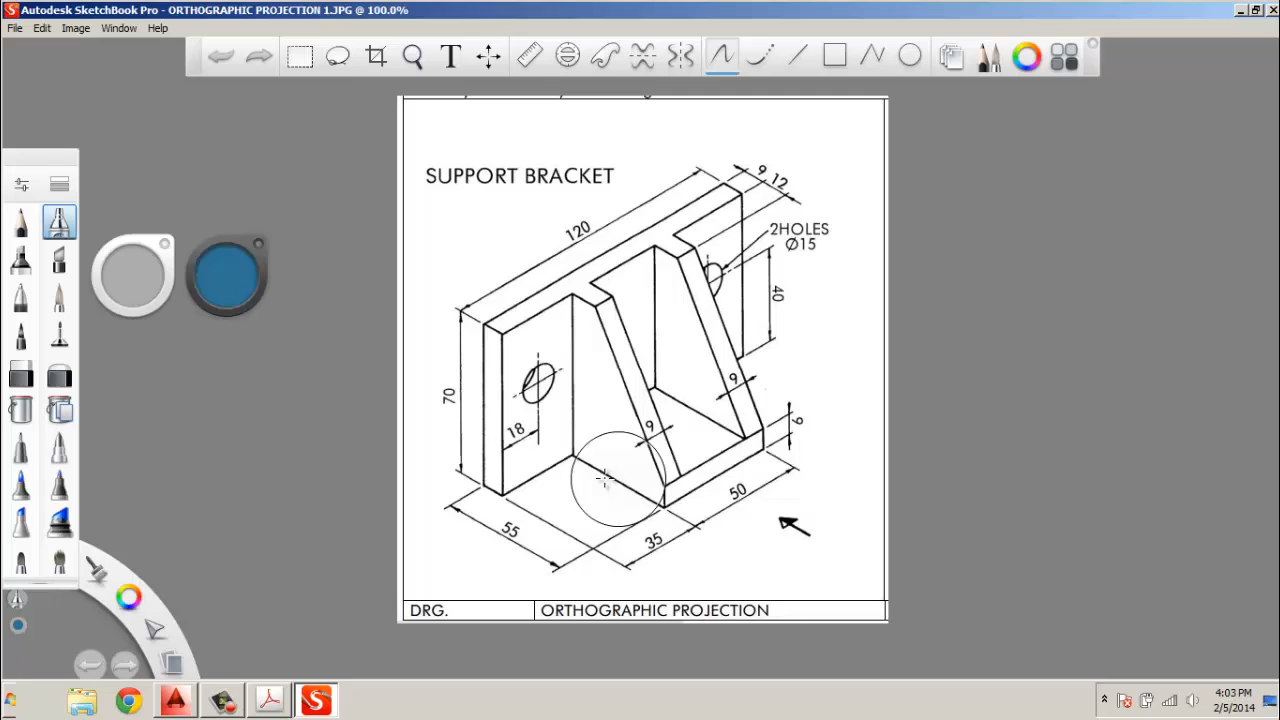 Autodesk SketchBook Pro - ORTHOGRAPHIC PROJECTION 1.JPG @ 100.0%
File Edit Image Window Help
T
SUPPORT BRACKET
120
9
12
2HOLES
Ø15
40
70
18
9
9
9
55
35
50
DRG.
ORTHOGRAPHIC PROJECTION
4:03 PM
2/5/2014